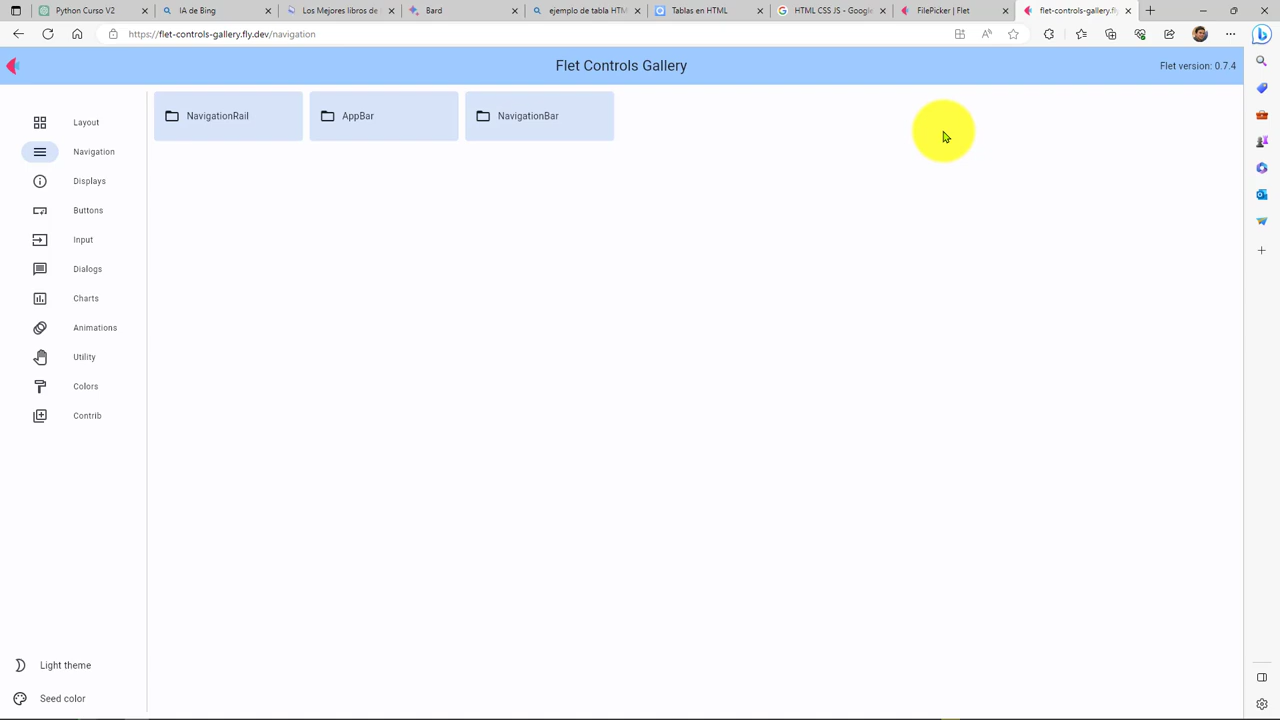 Python Curso V2
IA de Bing
Los Mejores libros de
Bard
ejemplo de tabla HTM
Tablas en HTML
HTML CSS JS - Google
FilePicker | Flet
flet-controls-gallery.fly
https://flet-controls-gallery.fly.dev/navigation
Flet Controls Gallery
Flet version: 0.7.4
Layout
Navigation
Displays
Buttons
Input
Dialogs
Charts
Animations
Utility
Colors
Contrib
NavigationRail
AppBar
NavigationBar
Light theme
Seed color